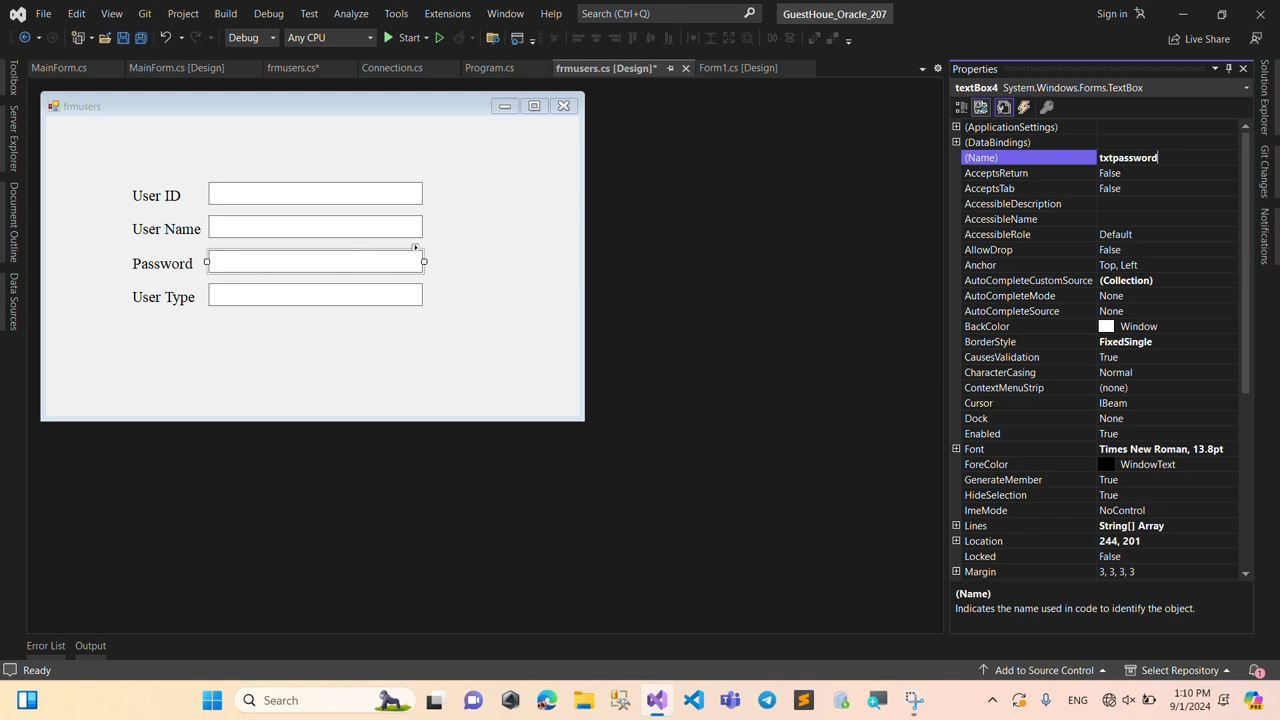 File Edit View Git Project Build Debug Test Analyze Tools Extensions Window Help Search (Ctrl+Q) GuestHoue_Oracle_207 Sign in
Debug Any CPU Start Live Share
MainForm.cs MainForm.cs [Design] frmusers.cs* Connection.cs Program.cs frmusers.cs [Design]* Form1.cs [Design]
Toolbox
Server Explorer
Document Outline
Data Sources
frmusers
User ID
User Name
Password
User Type
Properties
textBox4 System.Windows.Forms.TextBox
(ApplicationSettings)
(DataBindings)
(Name) txtpassword
AcceptsReturn False
AcceptsTab False
AccessibleDescription
AccessibleName
AccessibleRole Default
AllowDrop False
Anchor Top, Left
AutoCompleteCustomSource (Collection)
AutoCompleteMode None
AutoCompleteSource None
BackColor Window
BorderStyle FixedSingle
CausesValidation True
CharacterCasing Normal
ContextMenuStrip (none)
Cursor IBeam
Dock None
Enabled True
Font Times New Roman, 13.8pt
ForeColor WindowText
GenerateMember True
HideSelection True
ImeMode NoControl
Lines String[] Array
Location 244, 201
Locked False
Margin 3, 3, 3, 3
(Name)
Indicates the name used in code to identify the object.
Solution Explorer
Git Changes
Notifications
Error List Output
Ready Add to Source Control Select Repository 1
Search ENG 1:10 PM
9/1/2024
PRE